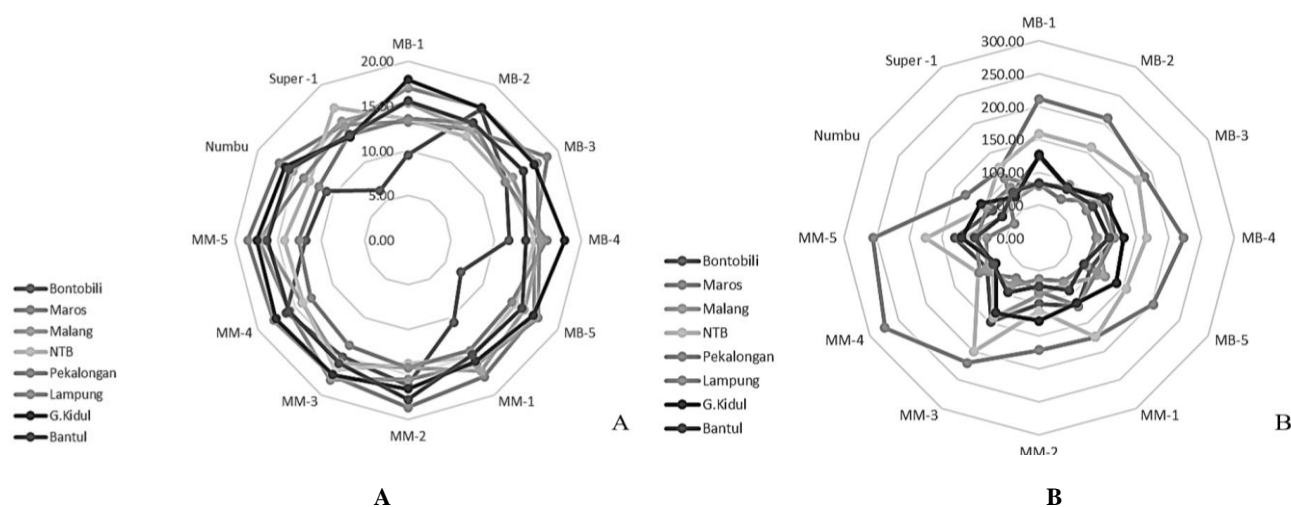 MB-1
20.00
Super -1
MB-2
15.00
Numbu
10.00
MB-3
5.00
MM-5
0.00
MB-4
Bontobili
Maros
Malang
MM-4
MB-5
NTB
Pekalongan
MM-3
MM-1
Lampung
MM-2
G.Kidul
Bantul
A
MB-1
300.00
Super -1
250.00
MB-2
200.00
Numbu
150.00
MB-3
100.00
MM-5
0.00
MB-4
Bontobili
Maros
Malang
MM-4
MB-5
NTB
Pekalongan
MM-3
MM-1
Lampung
MM-2
G.Kidul
Bantul
B
A
B